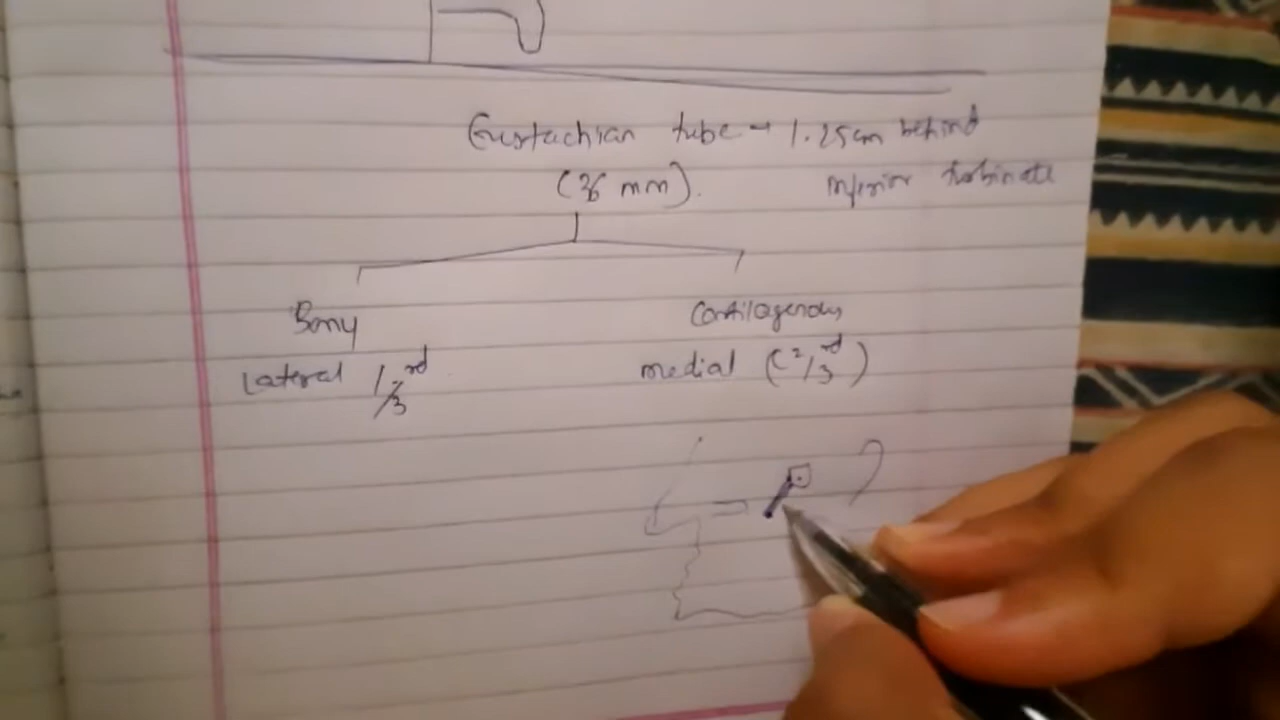 Eustachian tube → 1.25cm behind
(36 mm). inferior turbinate
Bony Cartilagenous
Lateral 1/3rd medial (2/3rd)